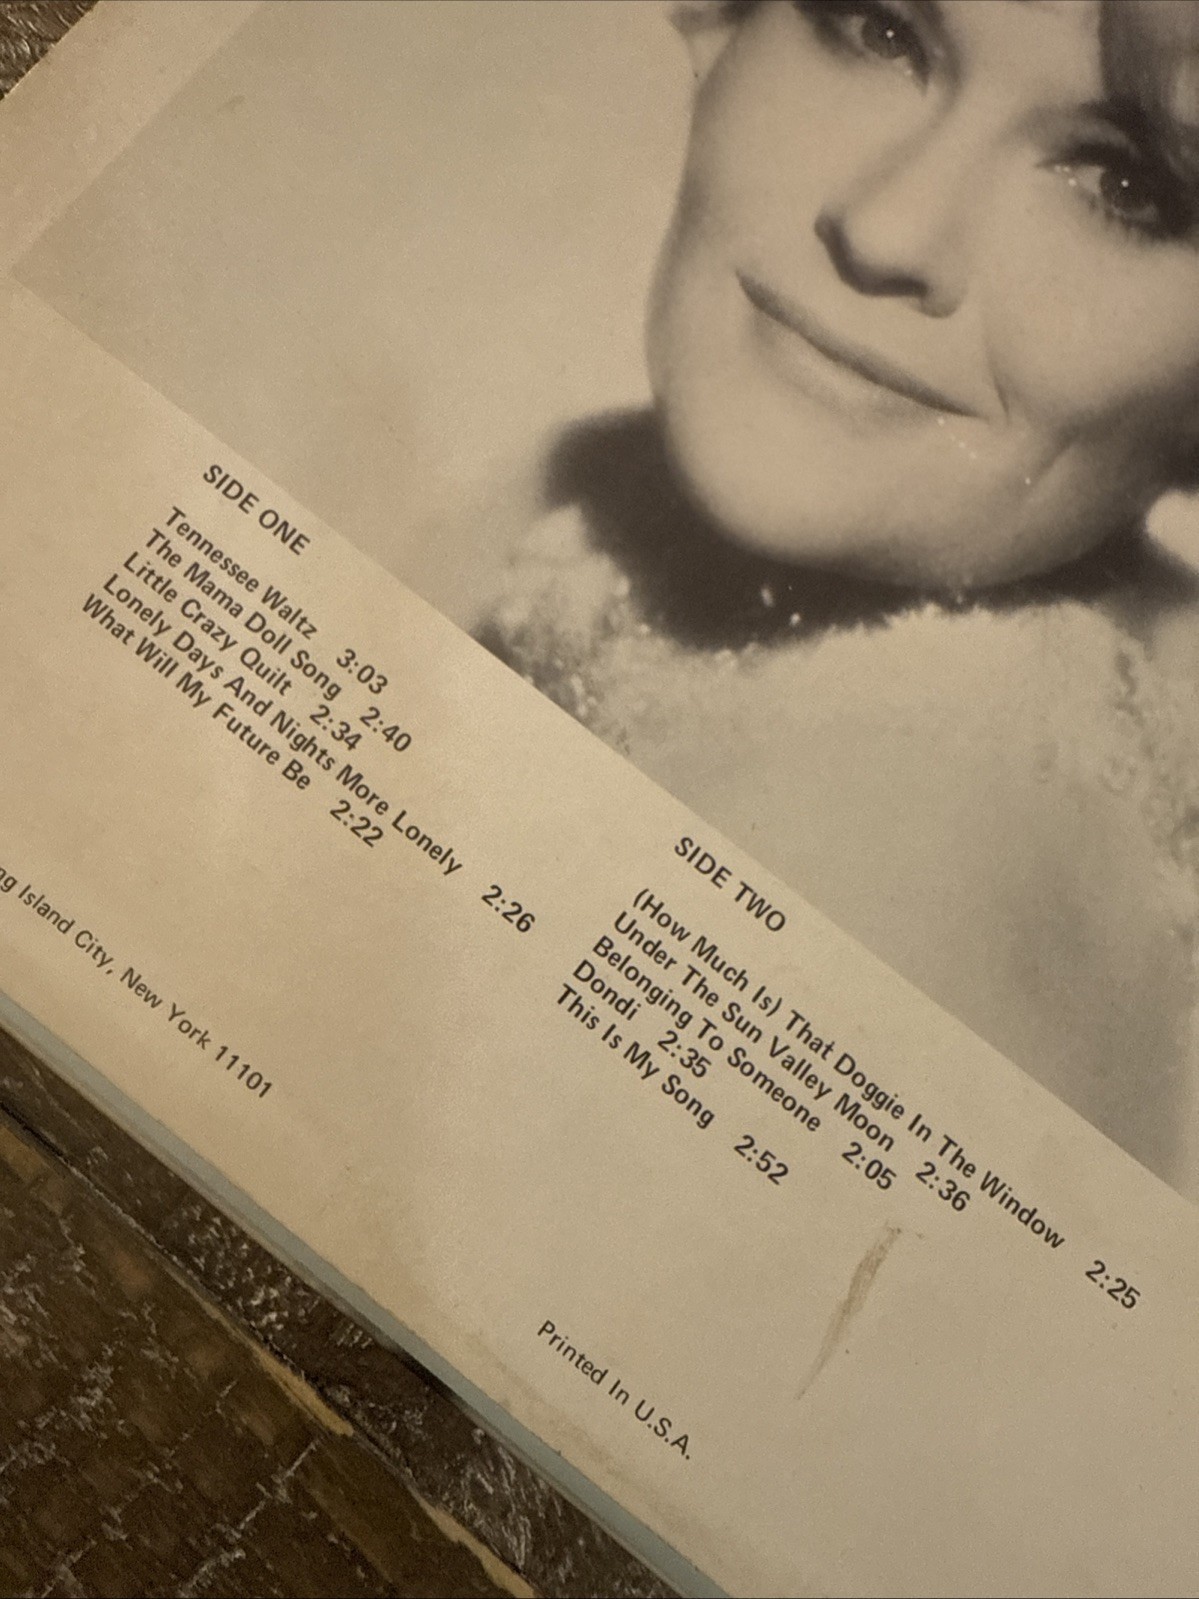 SIDE ONE
Tennessee Waltz 3:03
The Mama Doll Song 2:40
Little Crazy Quilt 2:34
Lonely Days And Nights More Lonely 2:26
What Will My Future Be 2:22
SIDE TWO
(How Much Is) That Doggie In The Window 2:25
Under The Sun Valley Moon 2:36
Belonging To Someone 2:05
Dondi 2:35
This Is My Song 2:52
Island City, New York 11101
Printed In U.S.A.